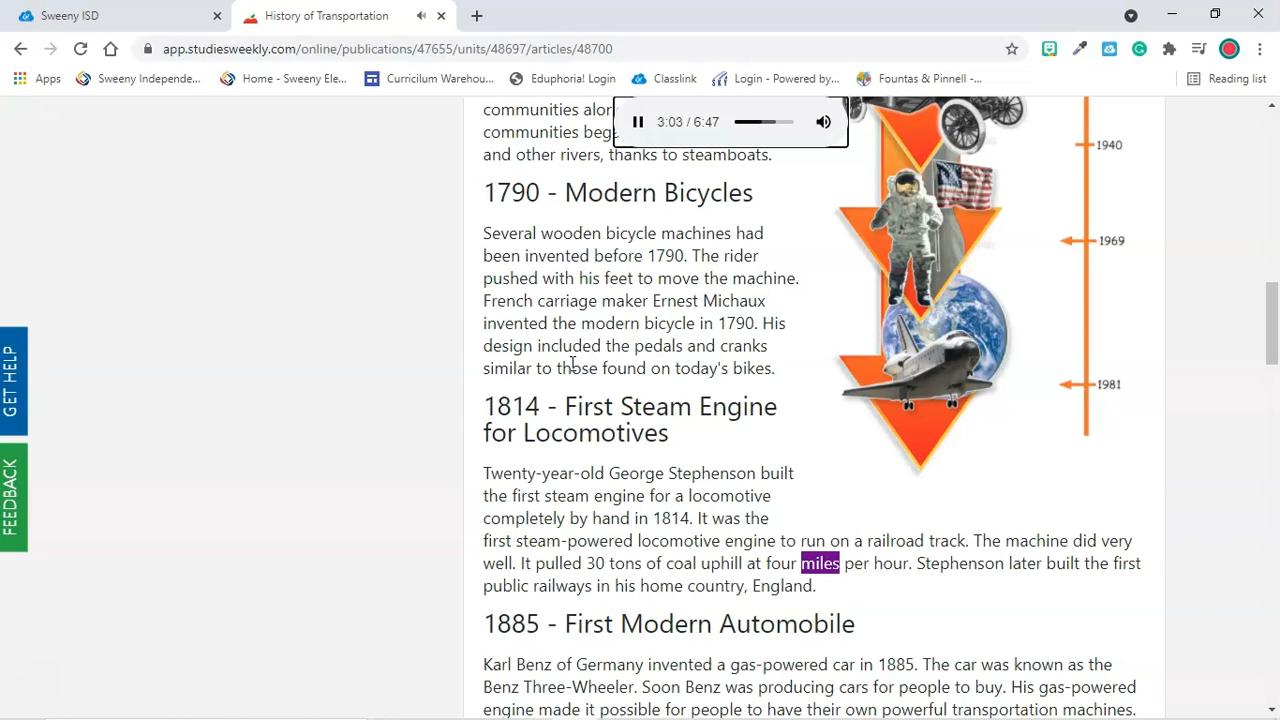 Sweeny ISD
History of Transportation
app.studiesweekly.com/online/publications/47655/units/48697/articles/48700
Apps
Sweeny Independe...
Home - Sweeny Ele...
Curriculum Warehou...
Eduphoria! Login
Classlink
Login - Powered by...
Fountas & Pinnell –...
Reading list
communities
communities
and other rivers, thanks to steamboats.
3:03 / 6:47
1790 - Modern Bicycles
Several wooden bicycle machines had
been invented before 1790. The rider
pushed with his feet to move the machine.
French carriage maker Ernest Michaux
invented the modern bicycle in 1790. His
design included the pedals and cranks
similar to those found on today's bikes.
1814 - First Steam Engine
for Locomotives
Twenty-year-old George Stephenson built
the first steam engine for a locomotive
completely by hand in 1814. It was the
first steam-powered locomotive engine to run on a railroad track. The machine did very
well. It pulled 30 tons of coal uphill at four miles per hour. Stephenson later built the first
public railways in his home country, England.
1885 - First Modern Automobile
Karl Benz of Germany invented a gas-powered car in 1885. The car was known as the
Benz Three-Wheeler. Soon Benz was producing cars for people to buy. His gas-powered
engine made it possible for people to have their own powerful transportation machines.
1940
1969
1981
GET HELP
FEEDBACK